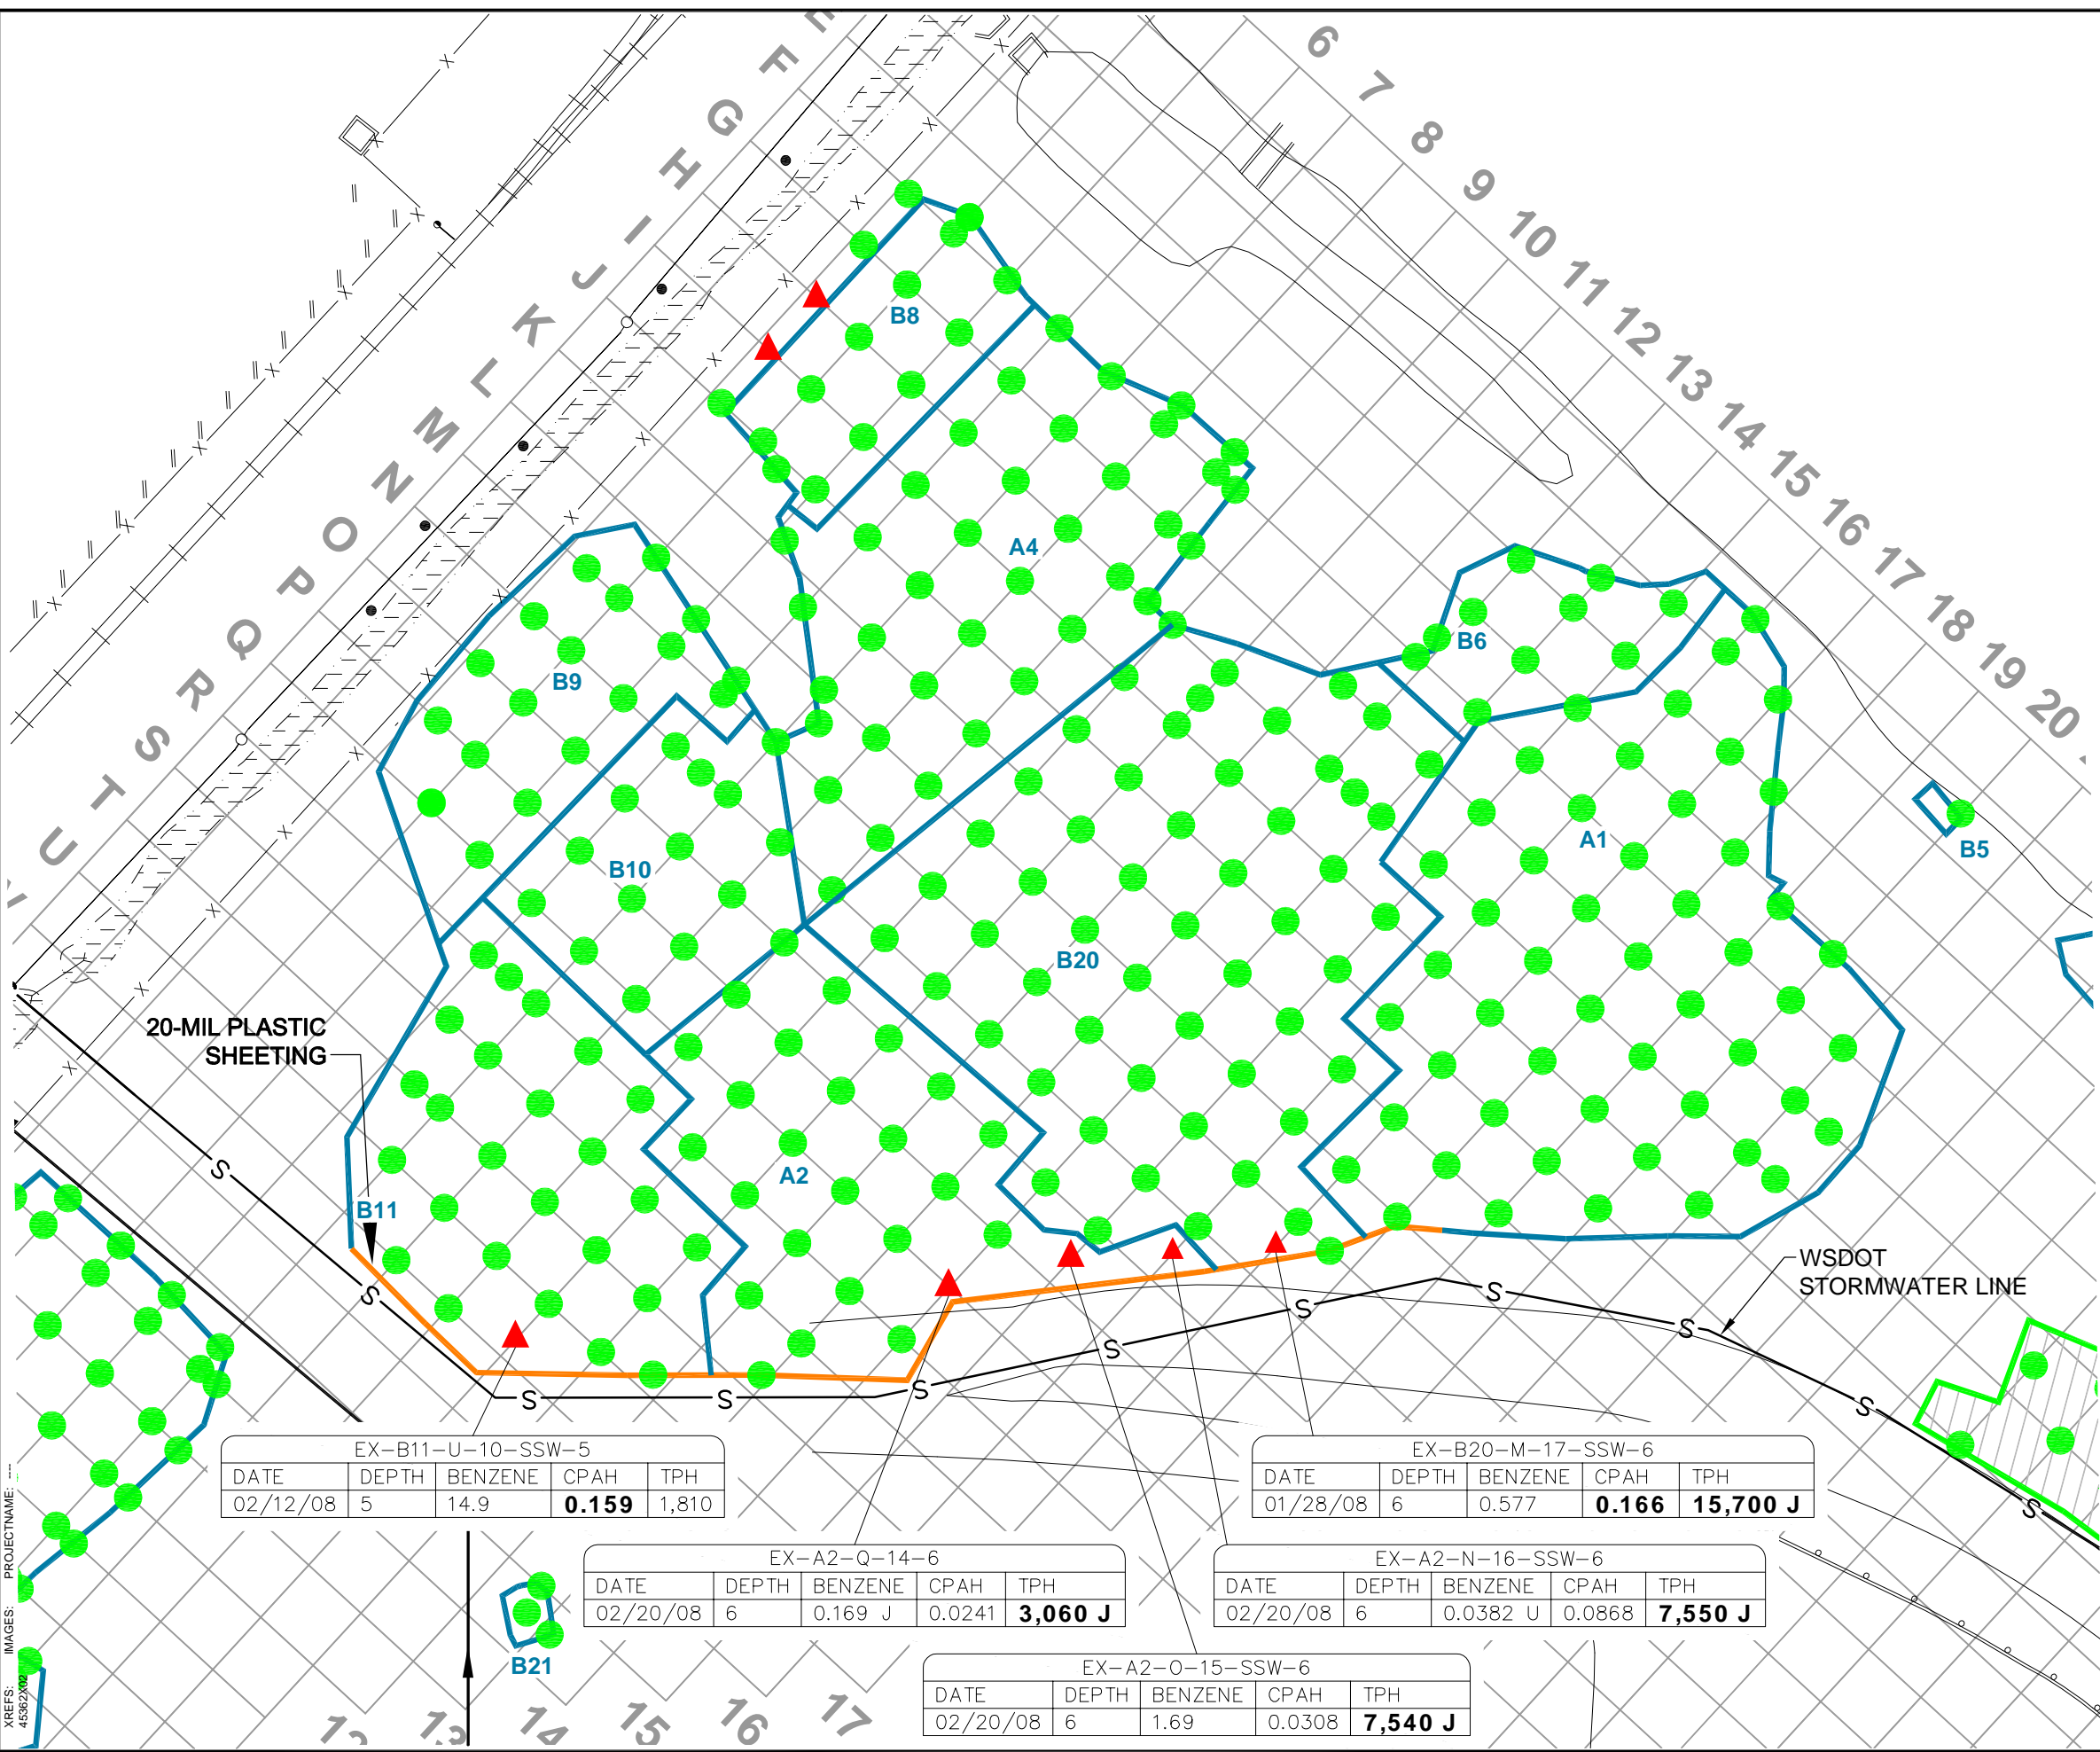 F
G
H
I
J
K
L
M
N
O
P
Q
R
S
T
U
6
7
8
9
10
11
12
13
14
15
16
17
18
19
20
B8
A4
B9
B6
B10
A1
B5
B20
20-MIL PLASTIC
SHEETING
A2
B11
WSDOT
STORMWATER LINE
S
S
S
S
S
S
S
S
S
S
S
EX-B11-U-10-SSW-5
DATE DEPTH BENZENE CPAH TPH
02/12/08 5 14.9 0.159 1,810
EX-B20-M-17-SSW-6
DATE DEPTH BENZENE CPAH TPH
01/28/08 6 0.577 0.166 15,700 J
EX-A2-Q-14-6
DATE DEPTH BENZENE CPAH TPH
02/20/08 6 0.169 J 0.0241 3,060 J
EX-A2-N-16-SSW-6
DATE DEPTH BENZENE CPAH TPH
02/20/08 6 0.0382 U 0.0868 7,550 J
EX-A2-O-15-SSW-6
DATE DEPTH BENZENE CPAH TPH
02/20/08 6 1.69 0.0308 7,540 J
B21
12
13
14
15
16
17
XREFS: IMAGES: PROJECTNAME: ---
45362X02